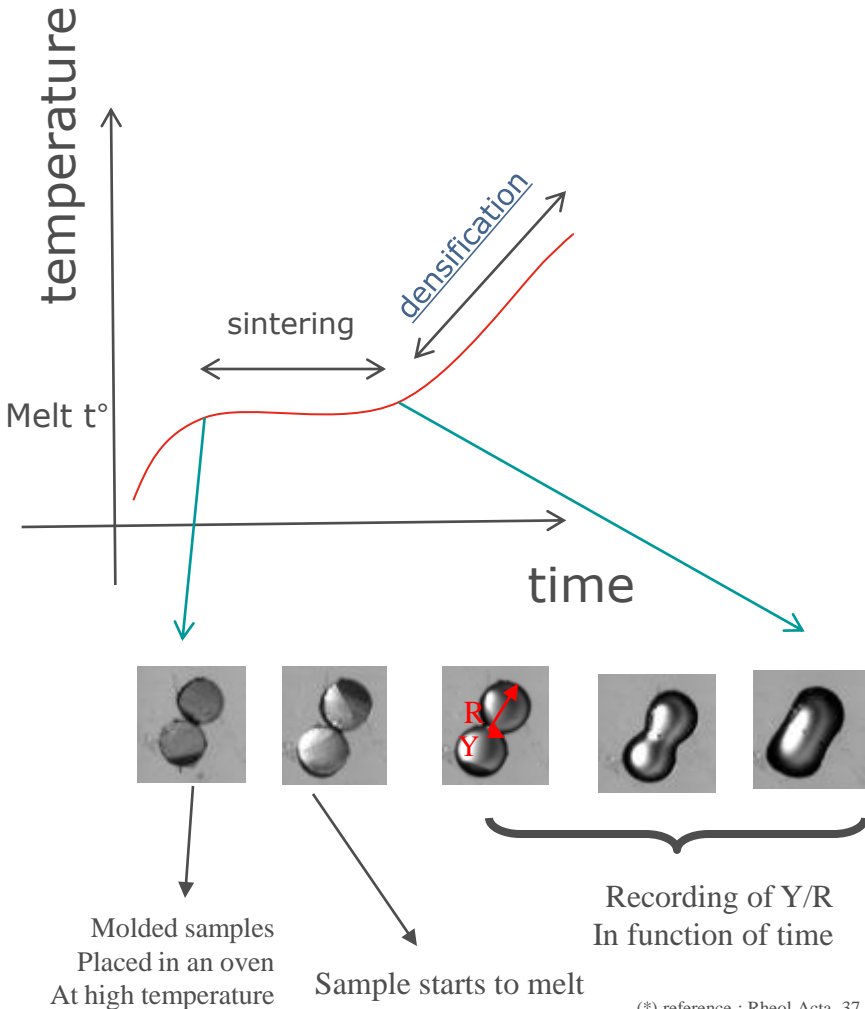 temperature
densification
sintering
Melt t°
time
R
Y
Recording of Y/R
In function of time
Molded samples
Placed in an oven
At high temperature
Sample starts to melt
(*) reference : Rheol Acta, 37